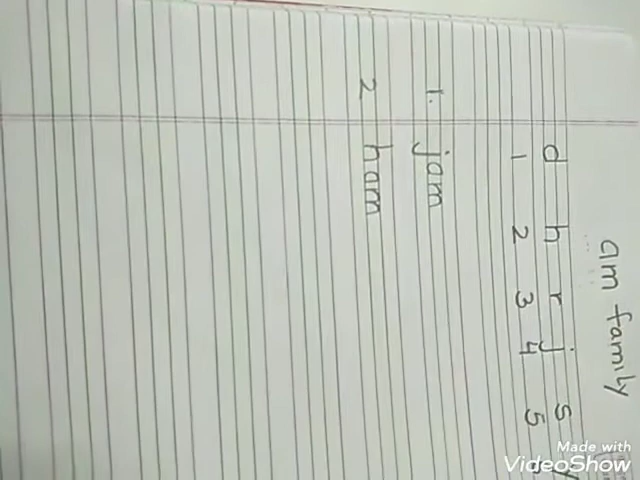 am family
d h r j s y
1 2 3 4 5
1. jam
2 ham
Made with
VideoShow